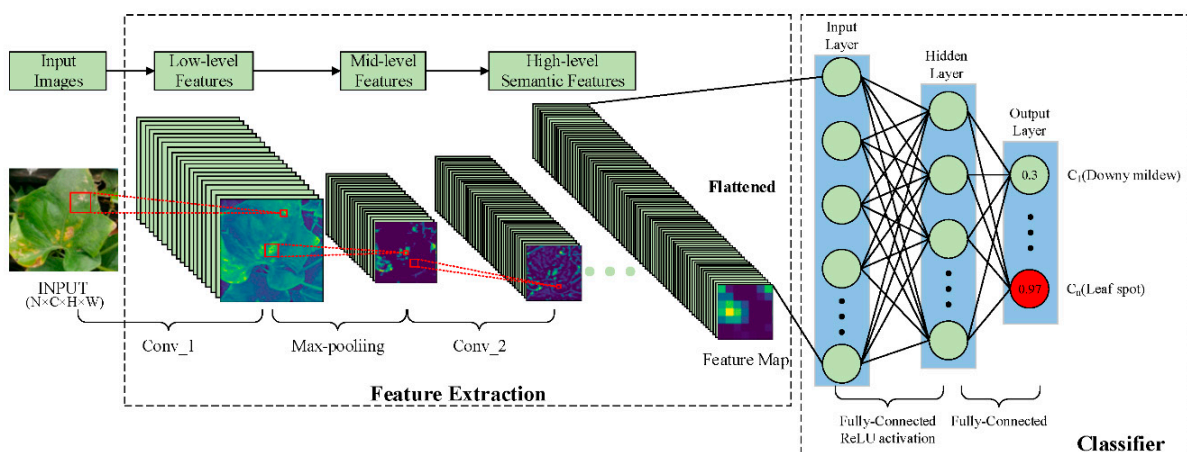 Input
Images
Low-level
Features
Mid-level
Features
High-level
Semantic Features
INPUT
(N×C×H×W)
Conv_1
Max-pooliing
Conv_2
Feature Map
Flattened
Feature Extraction
Input
Layer
Hidden
Layer
Output
Layer
0.3
C₁(Downy mildew)
0.97
Cₙ(Leaf spot)
Fully-Connected
ReLU activation
Fully-Connected
Classifier